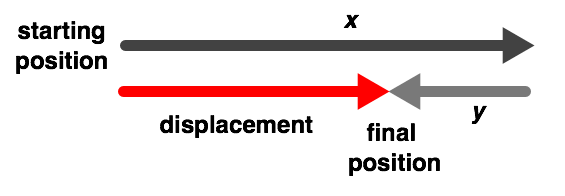 x
starting
position
displacement
y
final
position